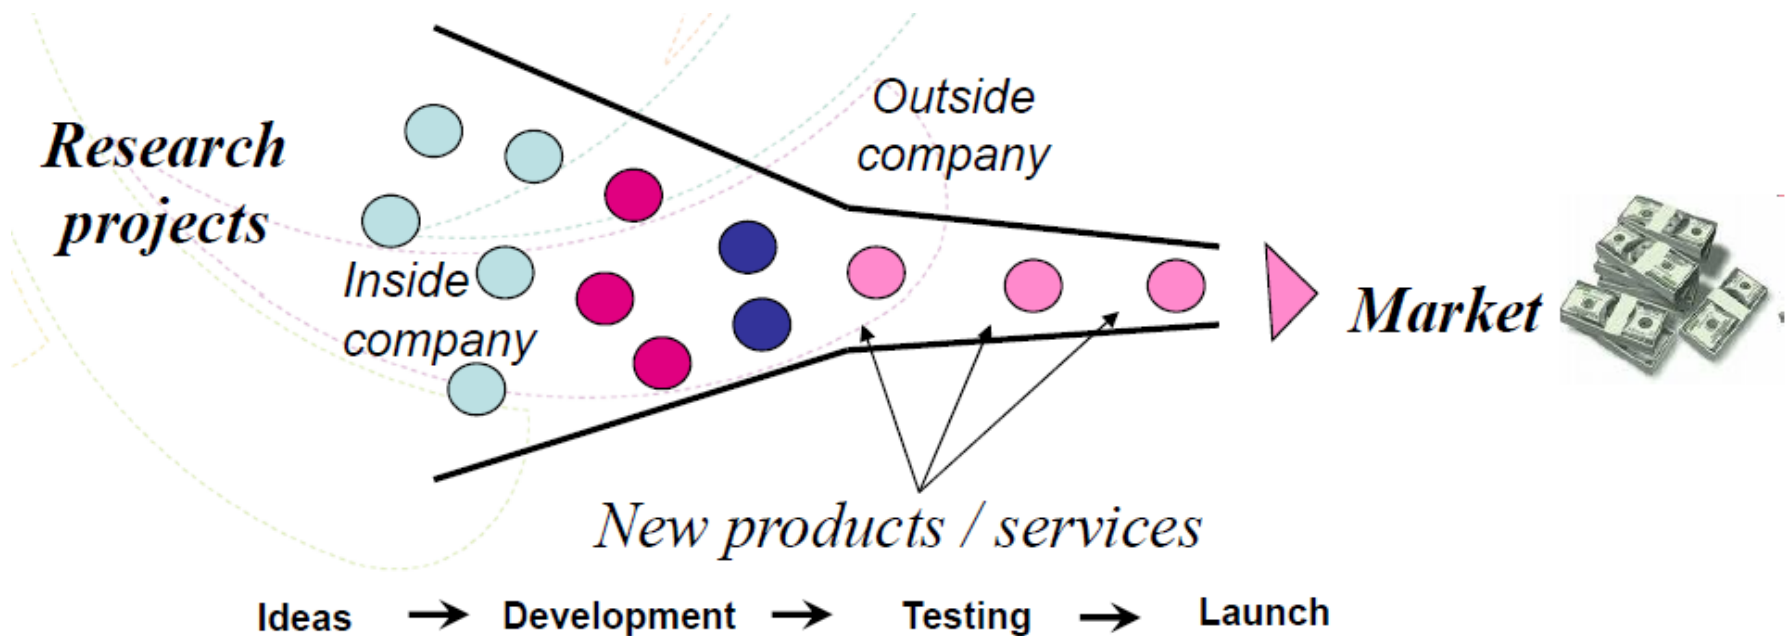 Research
projects
Inside
company
Outside
company
Market
New products / services
Ideas → Development → Testing → Launch